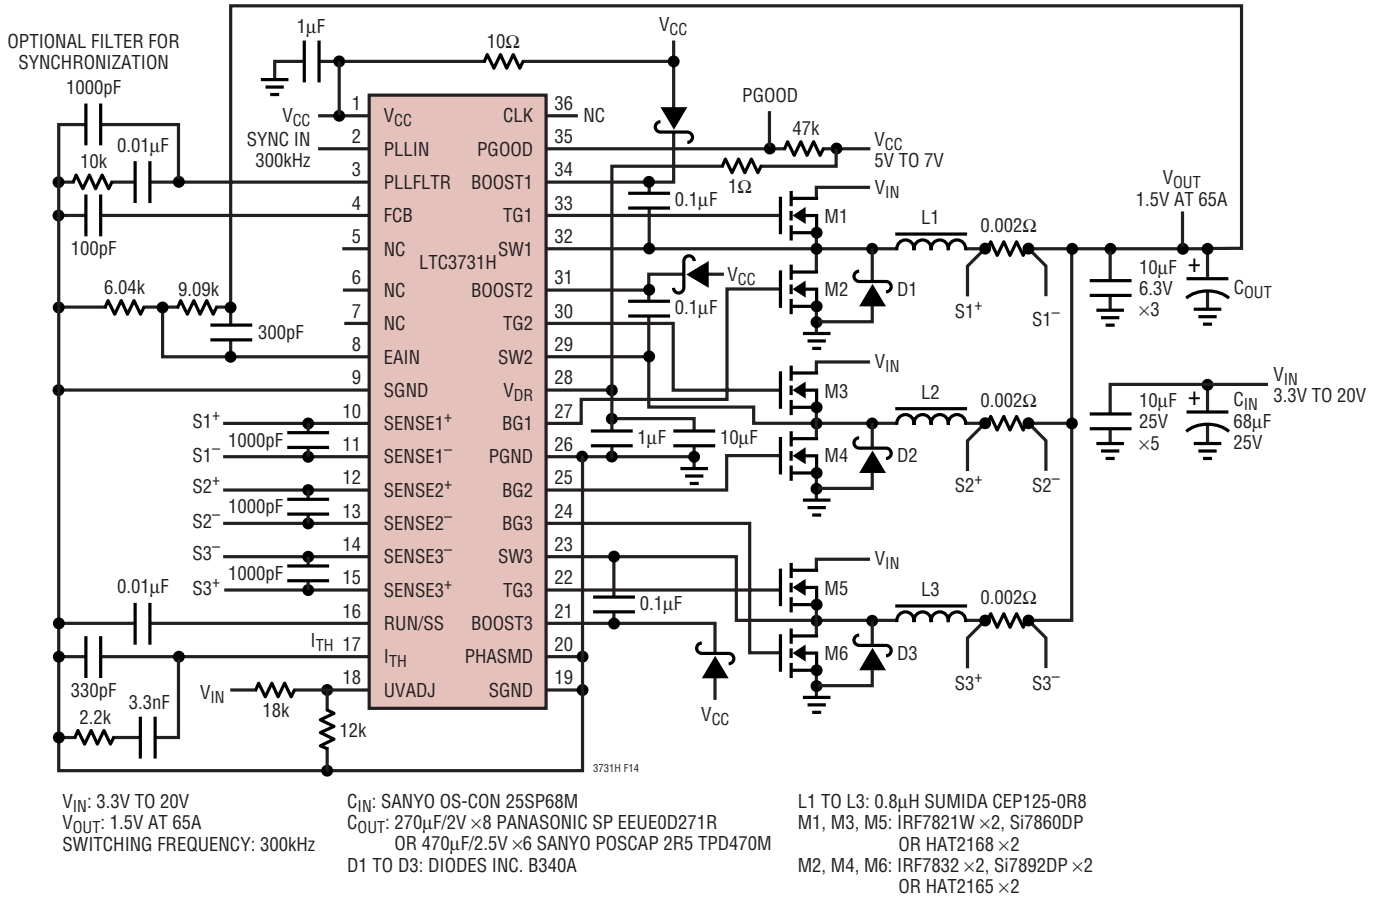 OPTIONAL FILTER FOR
SYNCHRONIZATION
1000pF
10k
0.01µF
100pF
1µF
10Ω
VCC
VCC
SYNC IN
300kHz
6.04k
9.09k
300pF
S1+
1000pF
S1–
S2+
1000pF
S2–
S3–
1000pF
S3+
0.01µF
330pF
2.2k
3.3nF
ITH
VIN
18k
12k
1 VCC
2 PLLIN
3 PLLFLTR
4 FCB
5 NC
6 NC
7 NC
8 EAIN
9 SGND
10 SENSE1+
11 SENSE1–
12 SENSE2+
13 SENSE2–
14 SENSE3–
15 SENSE3+
16 RUN/SS
17 ITH
18 UVADJ
LTC3731H
CLK 36 NC
PGOOD 35
BOOST1 34
TG1 33
SW1 32
BOOST2 31
TG2 30
SW2 29
VDR 28
BG1 27
PGND 26
BG2 25
BG3 24
SW3 23
TG3 22
BOOST3 21
PHASMD 20
SGND 19
PGOOD
47k
VCC
5V TO 7V
1Ω
0.1µF
VCC
0.1µF
1µF
10µF
0.1µF
VCC
VIN
M1
M2
D1
L1
0.002Ω
S1+
S1–
VIN
M3
M4
D2
L2
0.002Ω
S2+
S2–
VIN
M5
M6
D3
L3
0.002Ω
S3+
S3–
VOUT
1.5V AT 65A
10µF
6.3V
×3
+
COUT
VIN
3.3V TO 20V
10µF
25V
×5
+
CIN
68µF
25V
3731H F14
VIN: 3.3V TO 20V
VOUT: 1.5V AT 65A
SWITCHING FREQUENCY: 300kHz
CIN: SANYO OS-CON 25SP68M
COUT: 270µF/2V ×8 PANASONIC SP EEUE0D271R
OR 470µF/2.5V ×6 SANYO POSCAP 2R5 TPD470M
D1 TO D3: DIODES INC. B340A
L1 TO L3: 0.8µH SUMIDA CEP125-0R8
M1, M3, M5: IRF7821W ×2, Si7860DP
OR HAT2168 ×2
M2, M4, M6: IRF7832 ×2, Si7892DP ×2
OR HAT2165 ×2